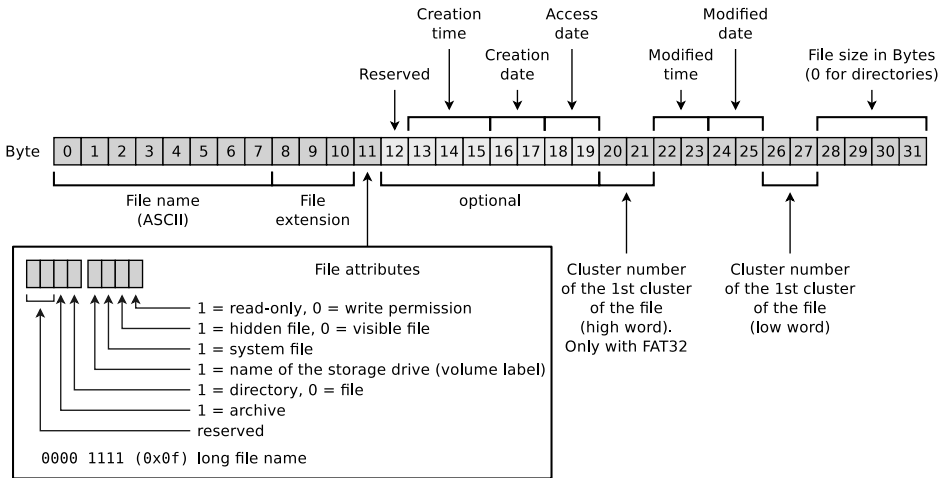 Creation time
Access date
Modified date
Reserved
Creation date
Modified time
File size in Bytes
(0 for directories)
Byte 0 1 2 3 4 5 6 7 8 9 10 11 12 13 14 15 16 17 18 19 20 21 22 23 24 25 26 27 28 29 30 31
File name
(ASCII)
File
extension
optional
Cluster number
of the 1st cluster
of the file
(high word).
Only with FAT32
Cluster number
of the 1st cluster
of the file
(low word)
File attributes
1 = read-only, 0 = write permission
1 = hidden file, 0 = visible file
1 = system file
1 = name of the storage drive (volume label)
1 = directory, 0 = file
1 = archive
reserved
0000 1111 (0x0f) long file name